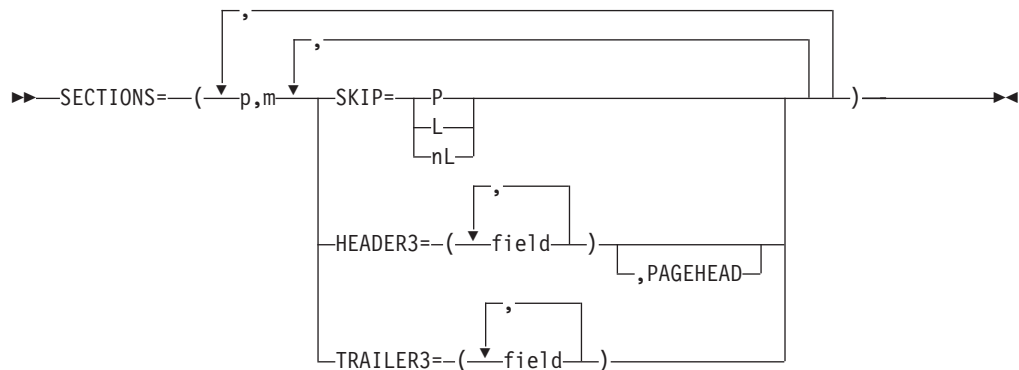 ,
,
SECTIONS= ( p,m SKIP= P
L
nL
,
HEADER3= ( field )
,PAGEHEAD
,
TRAILER3= ( field )
)